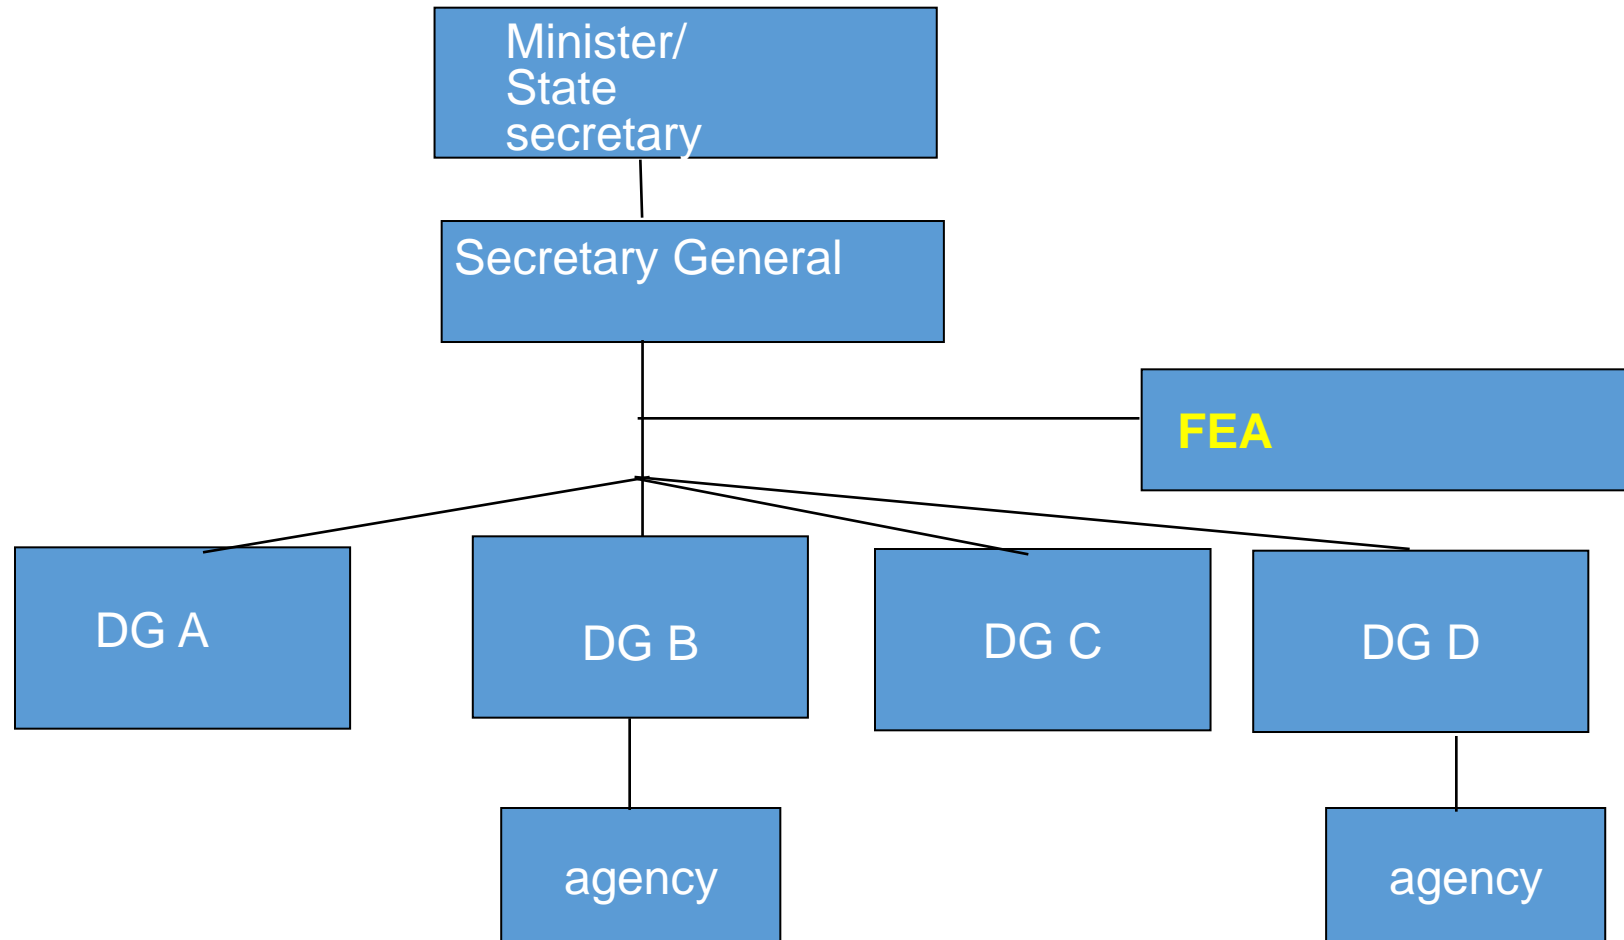 Minister/
State
secretary
Secretary General
FEA
DG A
DG B
DG C
DG D
agency
agency